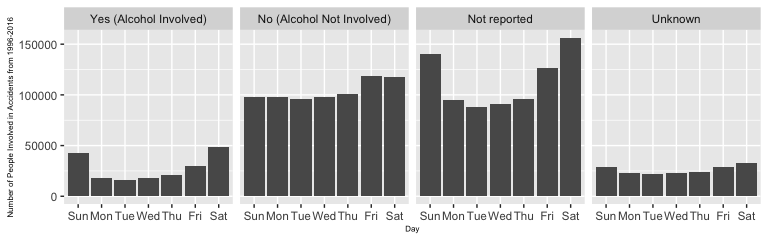 Yes (Alcohol Involved)
No (Alcohol Not Involved)
Not reported
Unknown
Number of People Involved in Accidents from 1996-2016
150000
100000
50000
0
Sun Mon Tue Wed Thu Fri Sat
Sun Mon Tue Wed Thu Fri Sat
Sun Mon Tue Wed Thu Fri Sat
Sun Mon Tue Wed Thu Fri Sat
Day